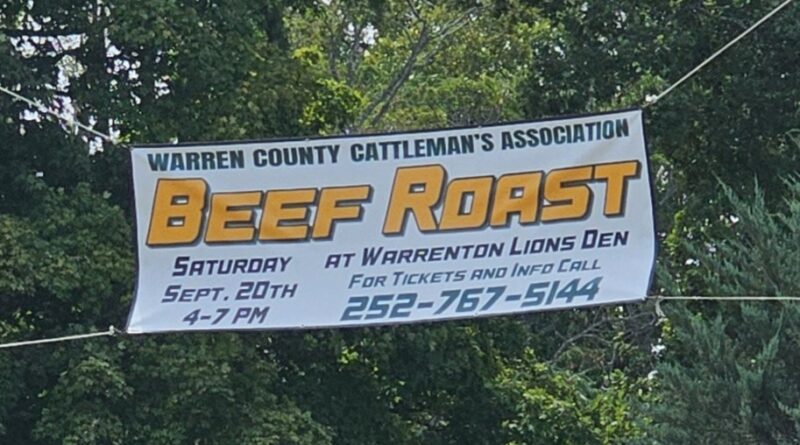 WARREN COUNTY CATTLEMAN'S ASSOCIATION
BEEF ROAST
SATURDAY
SEPT. 20TH
4-7 PM
AT WARRENTON LIONS DEN
FOR TICKETS AND INFO CALL
252-767-5144